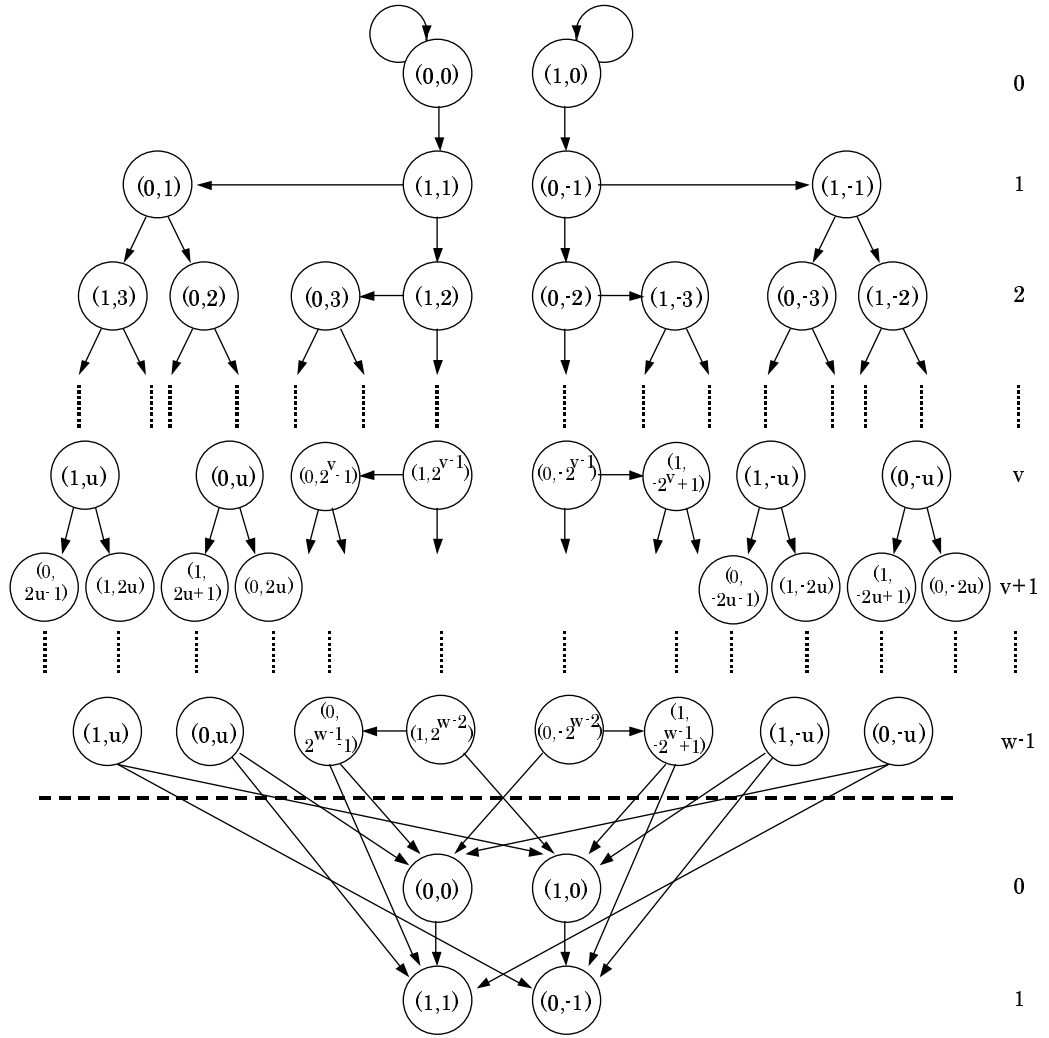 (0,0) (1,0) 0
(0,1) (1,1) (0,-1) (1,-1) 1
(1,3) (0,2) (0,3) (1,2) (0,-2) (1,-3) (0,-3) (1,-2) 2
(1,u) (0,u) (0,2^v-1) (1,2^v-1) (0,-2^v-1) (1, -2^v+1) (1,-u) (0,-u) v
(0, 2u-1) (1,2u) (1, 2u+1) (0,2u) (0, -2u-1) (1,-2u) (1, -2u+1) (0,-2u) v+1
(1,u) (0,u) (0, 2^w-1-1) (1,2^w-2) (0,-2^w-2) (1, -2^w-1+1) (1,-u) (0,-u) w-1
(0,0) (1,0) 0
(1,1) (0,-1) 1